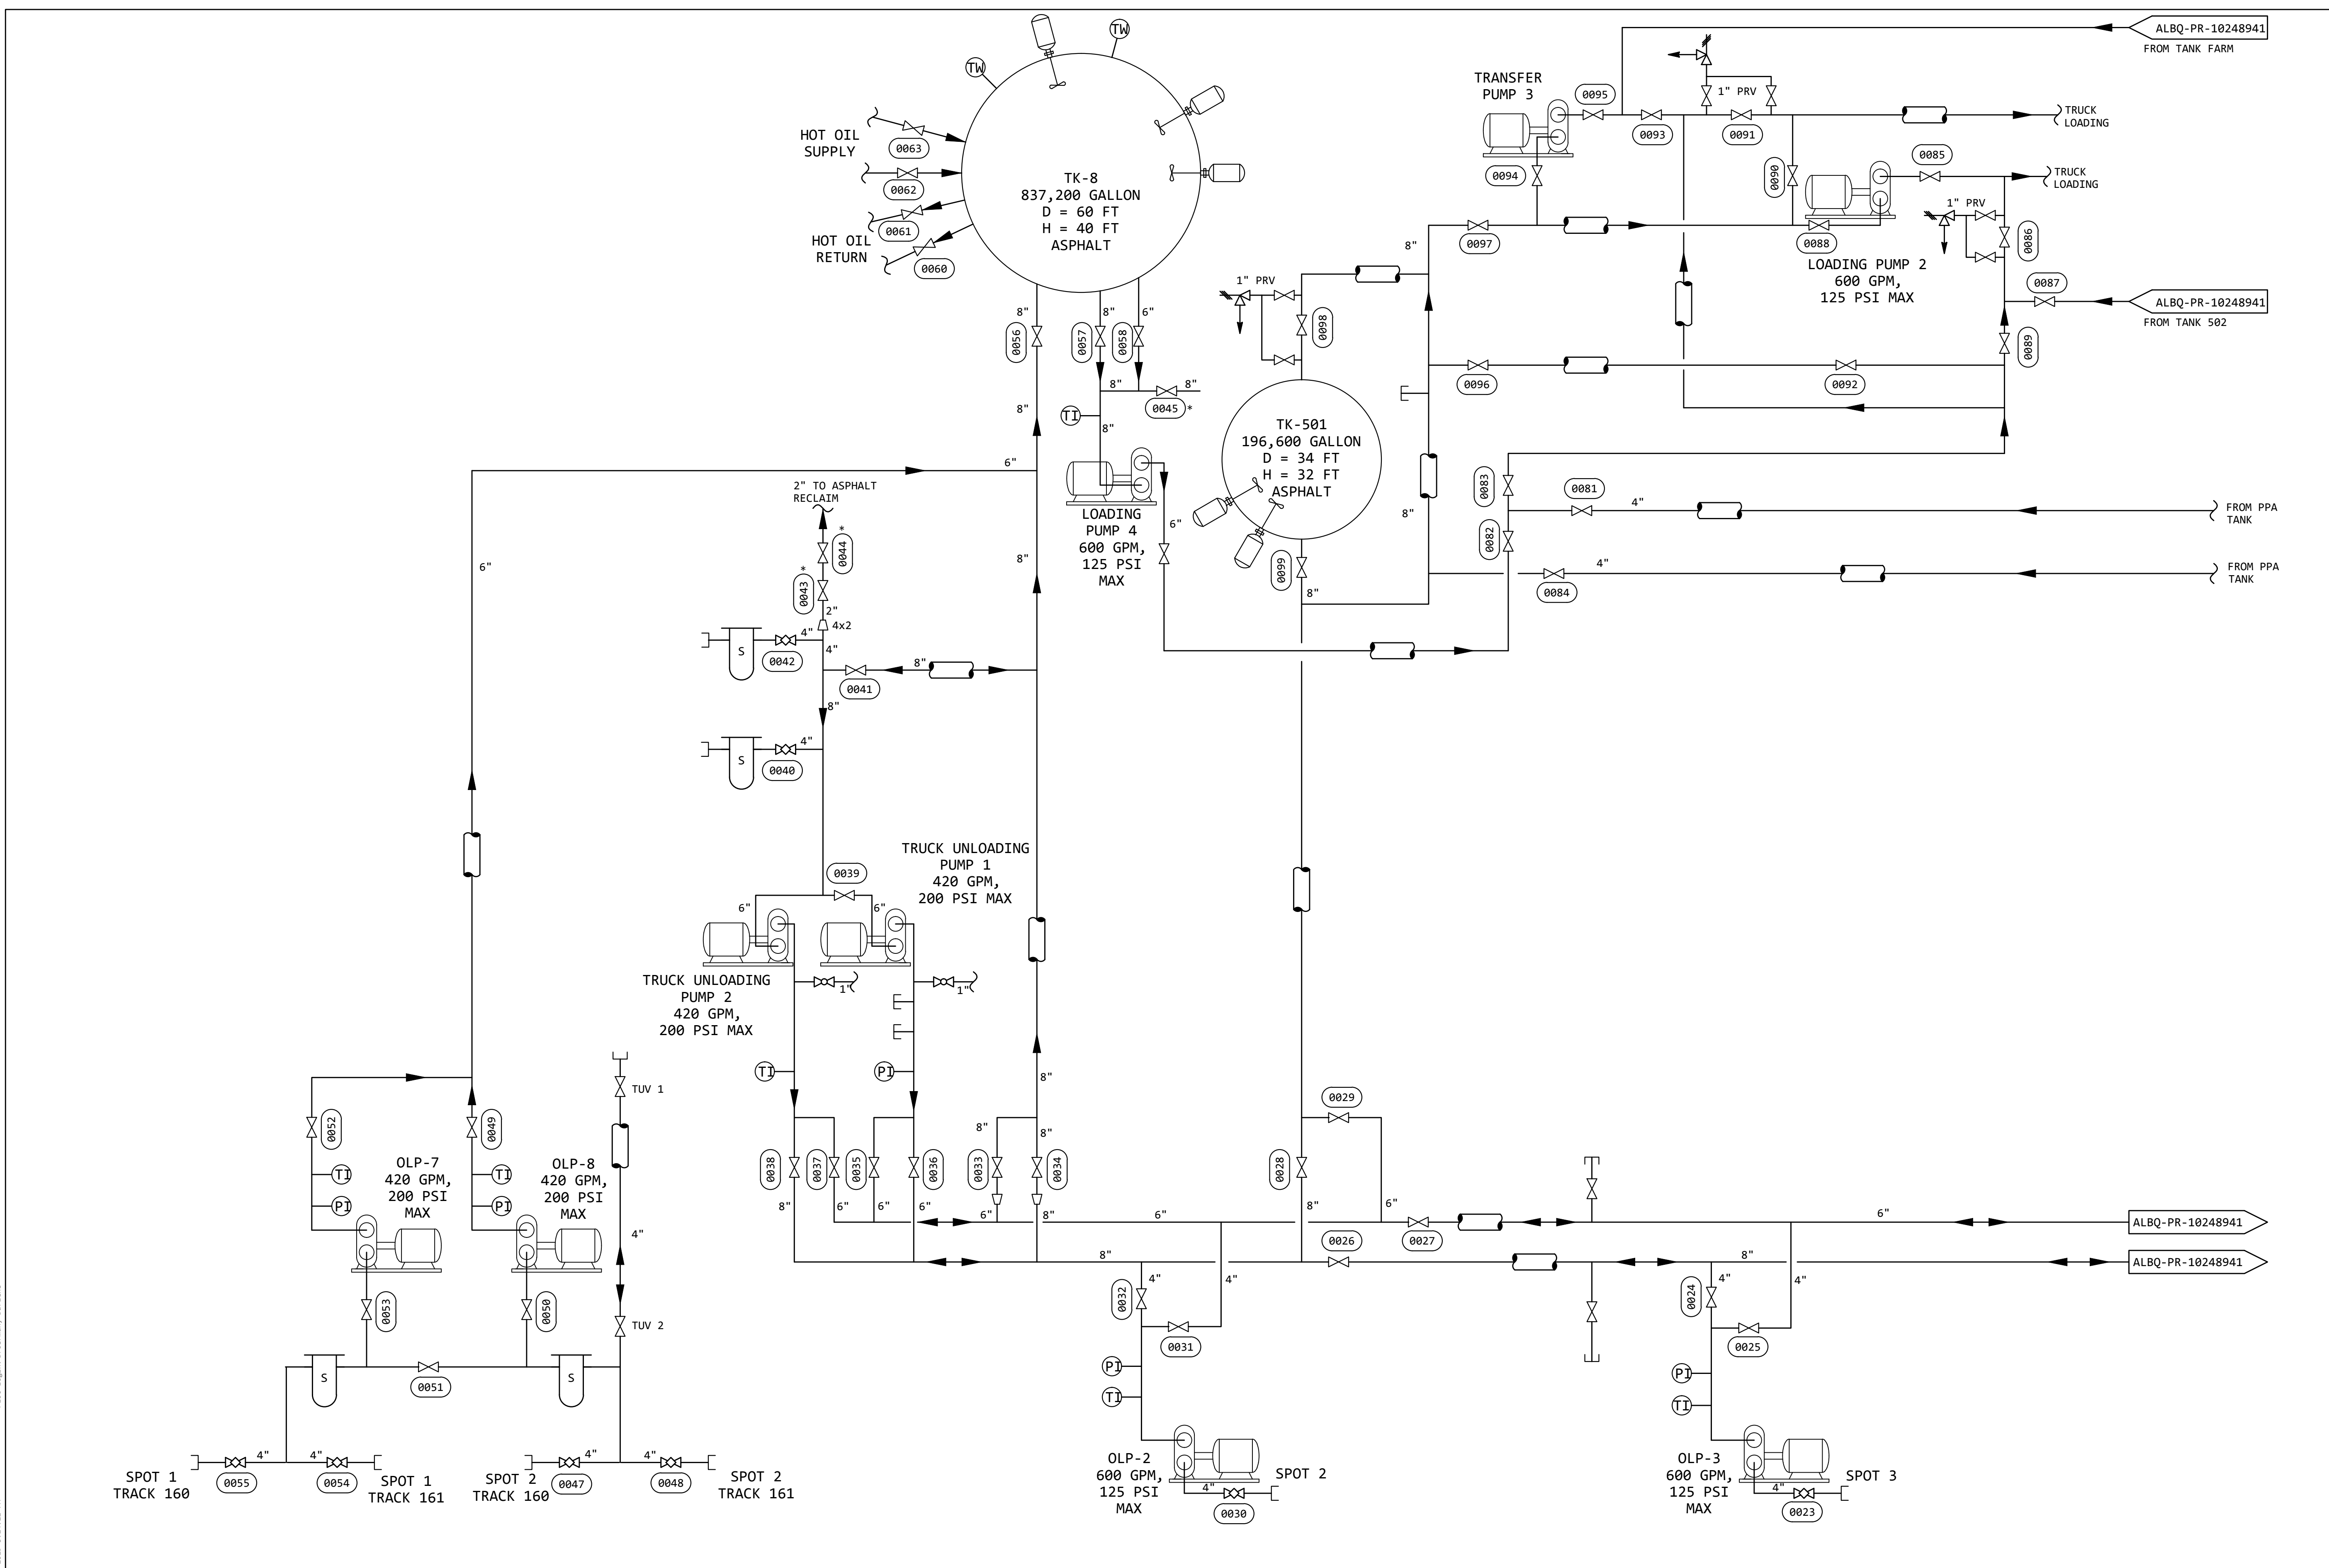 ALBQ-PR-10248941
FROM TANK FARM
TW
TW
TRANSFER
PUMP 3
0095
1" PRV
0093
0091
TRUCK
LOADING
HOT OIL
SUPPLY
0063
0062
0061
HOT OIL
RETURN
0060
TK-8
837,200 GALLON
D = 60 FT
H = 40 FT
ASPHALT
0094
0090
0085
TRUCK
LOADING
1" PRV
0086
8"
0097
0088
LOADING PUMP 2
600 GPM,
125 PSI MAX
0087
ALBQ-PR-10248941
FROM TANK 502
1" PRV
0098
0089
8"
8"
6"
0056
0057
0058
8"
8"
0045 *
0096
0092
8"
TI
8"
TK-501
196,600 GALLON
D = 34 FT
H = 32 FT
ASPHALT
6"
2" TO ASPHALT
RECLAIM
0083
0081
4"
FROM PPA
TANK
LOADING
PUMP 4
600 GPM,
125 PSI
MAX
6"
8"
0082
6"
*
0044
*
0043
8"
0099
8"
4"
0084
FROM PPA
TANK
2"
4x2
4"
S
0042
4"
8"
0041
8"
4"
S
0040
TRUCK UNLOADING
PUMP 1
420 GPM,
200 PSI MAX
0039
6"
6"
TRUCK UNLOADING
PUMP 2
420 GPM,
200 PSI MAX
1"
1"
TI
PI
8"
TUV 1
0029
0052
0049
8"
8"
TI
TI
PI
PI
OLP-7
420 GPM,
200 PSI
MAX
OLP-8
420 GPM,
200 PSI
MAX
0038
0037
0035
0036
0033
0034
0028
8"
6"
6"
6"
6"
8"
6"
8"
6"
0027
6"
ALBQ-PR-10248941
4"
8"
0026
8"
ALBQ-PR-10248941
0053
0050
4"
4"
0032
0031
4"
4"
0024
0025
TUV 2
S
0051
S
PI
TI
PI
TI
4"
4"
0055
0054
SPOT 1
TRACK 160
SPOT 1
TRACK 161
4"
4"
0047
0048
SPOT 2
TRACK 160
SPOT 2
TRACK 161
OLP-2
600 GPM,
125 PSI
MAX
4"
0030
SPOT 2
OLP-3
600 GPM,
125 PSI
MAX
4"
0023
SPOT 3